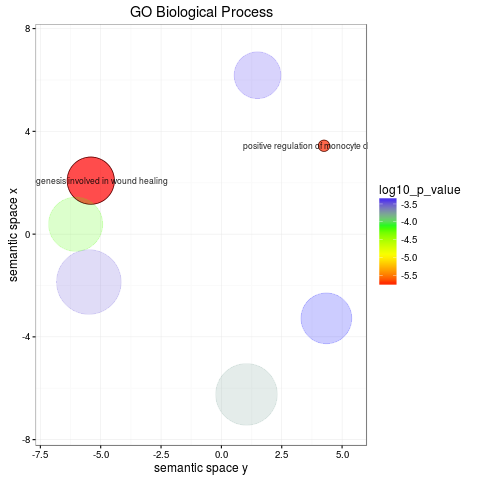 GO Biological Process
8
4
0
-4
-8
semantic space x
positive regulation of monocyte d
genesis involved in wound healing
-7.5
-5.0
-2.5
0.0
2.5
5.0
semantic space y
log10_p_value
-3.5
-4.0
-4.5
-5.0
-5.5